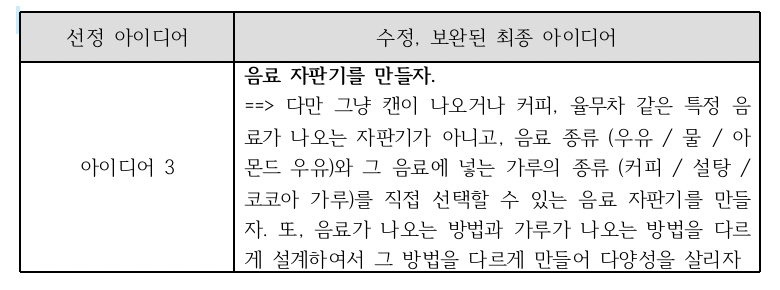 선정 아이디어
수정, 보완된 최종 아이디어
아이디어 3
음료 자판기를 만들자.
==> 다만 그냥 캔이 나오거나 커피, 율무차 같은 특정 음
료가 나오는 자판기가 아니고, 음료 종류 (우유 / 물 / 아
몬드 우유)와 그 음료에 넣는 가루의 종류 (커피 / 설탕 /
코코아 가루)를 직접 선택할 수 있는 음료 자판기를 만들
자. 또, 음료가 나오는 방법과 가루가 나오는 방법을 다르
게 설계하여서 그 방법을 다르게 만들어 다양성을 살리자